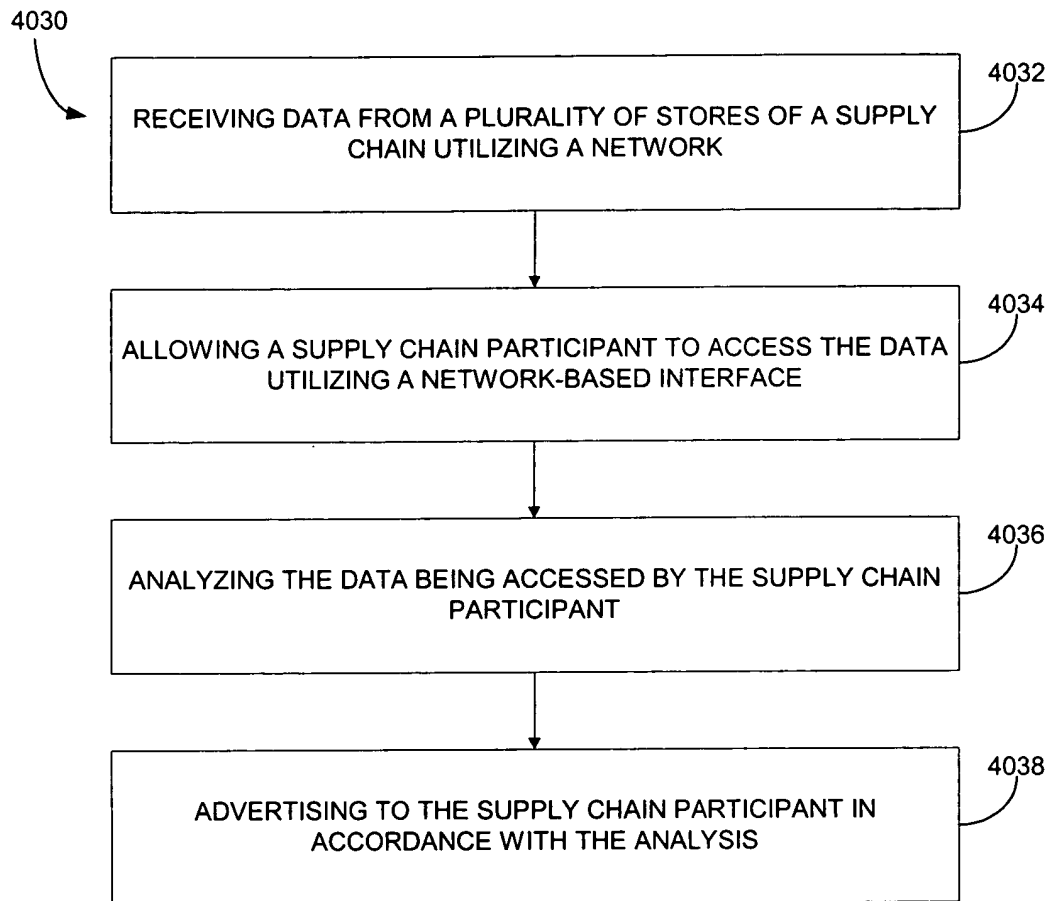 4030
4032
RECEIVING DATA FROM A PLURALITY OF STORES OF A SUPPLY
CHAIN UTILIZING A NETWORK
4034
ALLOWING A SUPPLY CHAIN PARTICIPANT TO ACCESS THE DATA
UTILIZING A NETWORK-BASED INTERFACE
4036
ANALYZING THE DATA BEING ACCESSED BY THE SUPPLY CHAIN
PARTICIPANT
4038
ADVERTISING TO THE SUPPLY CHAIN PARTICIPANT IN
ACCORDANCE WITH THE ANALYSIS